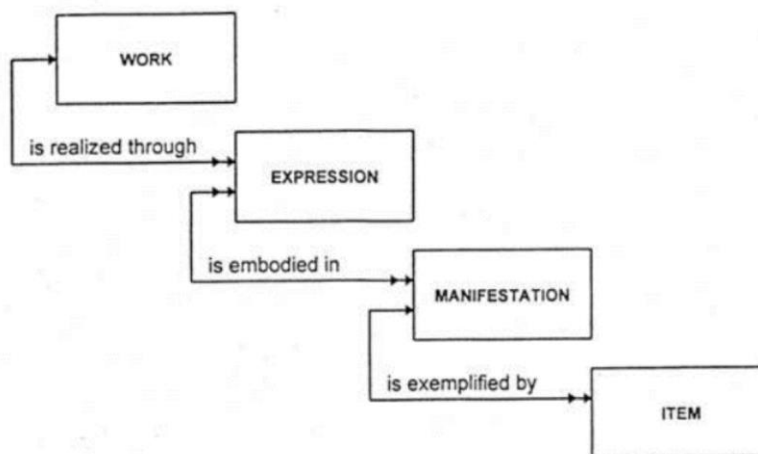 WORK
is realized through
EXPRESSION
is embodied in
MANIFESTATION
is exemplified by
ITEM